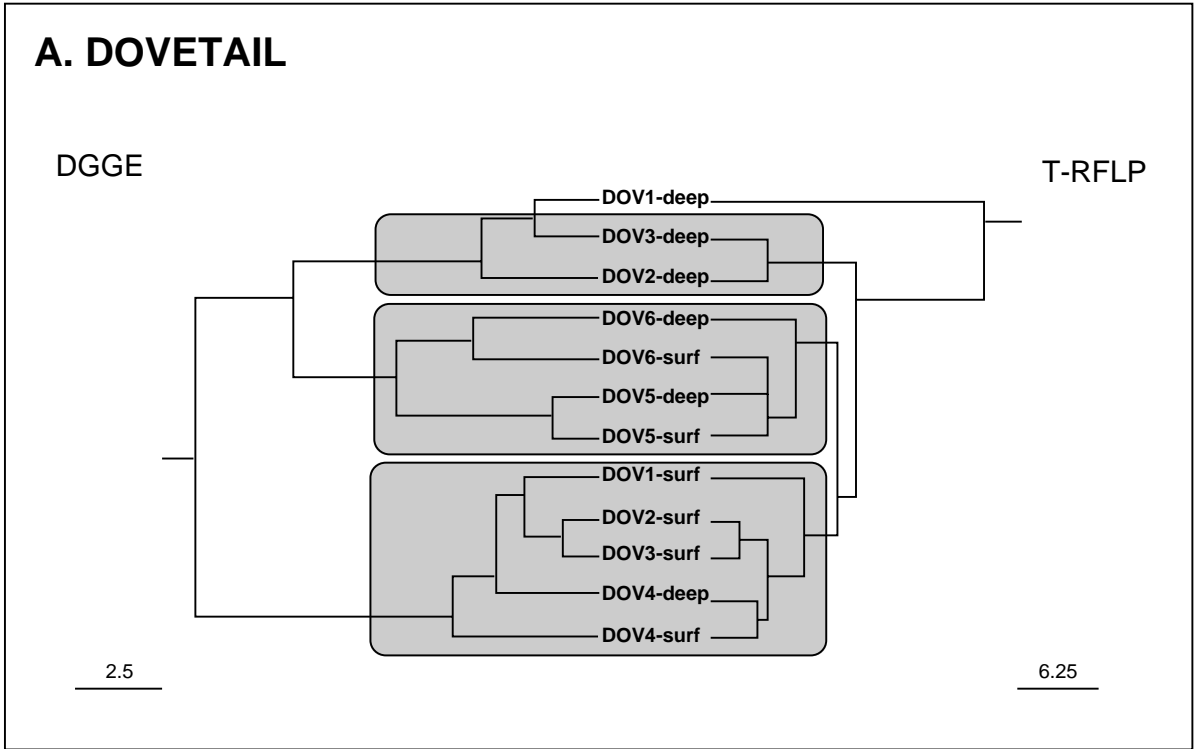 A. DOVETAIL
DGGE
T-RFLP
DOV1-deep
DOV3-deep
DOV2-deep
DOV6-deep
DOV6-surf
DOV5-deep
DOV5-surf
DOV1-surf
DOV2-surf
DOV3-surf
DOV4-deep
DOV4-surf
2.5
6.25